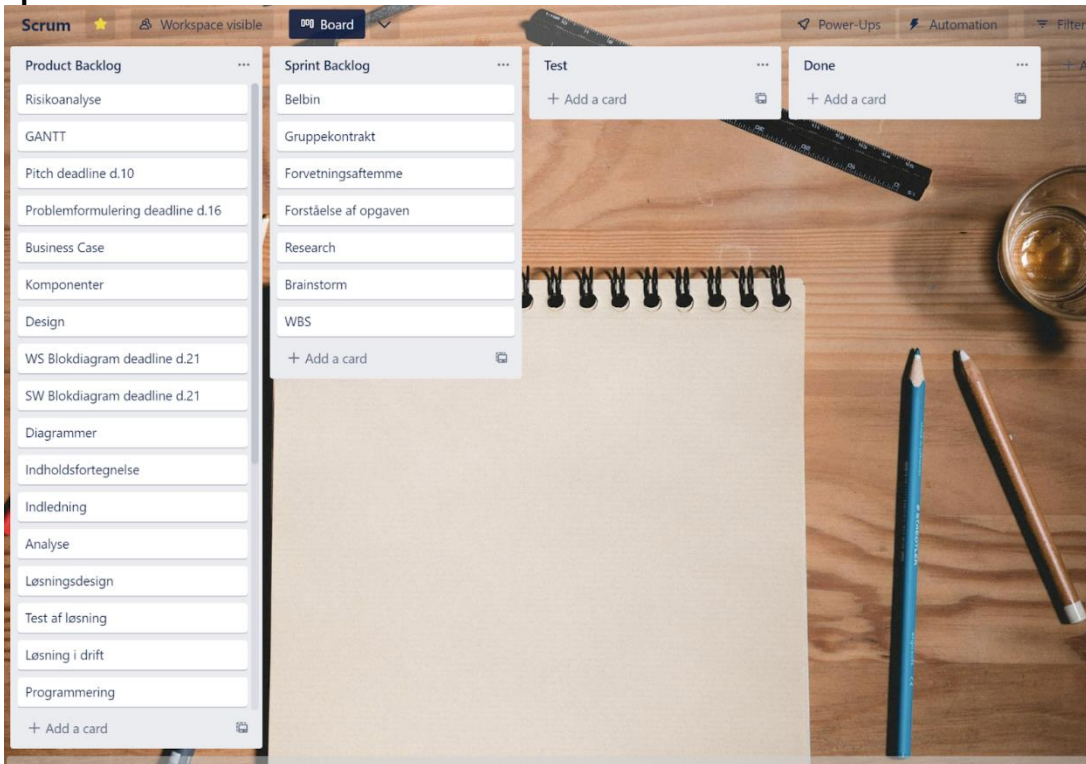 Scrum
Workspace visible
Board
Power-Ups
Automation
Filter
Product Backlog
Risikoanalyse
GANTT
Pitch deadline d.10
Problemformulering deadline d.16
Business Case
Komponenter
Design
WS Blokdiagram deadline d.21
SW Blokdiagram deadline d.21
Diagrammer
Indholdsfortegnelse
Indledning
Analyse
Løsningsdesign
Test af løsning
Løsning i drift
Programmering
+ Add a card
Sprint Backlog
Belbin
Gruppekontrakt
Forvetningsaftemme
Forståelse af opgaven
Research
Brainstorm
WBS
+ Add a card
Test
+ Add a card
Done
+ Add a card